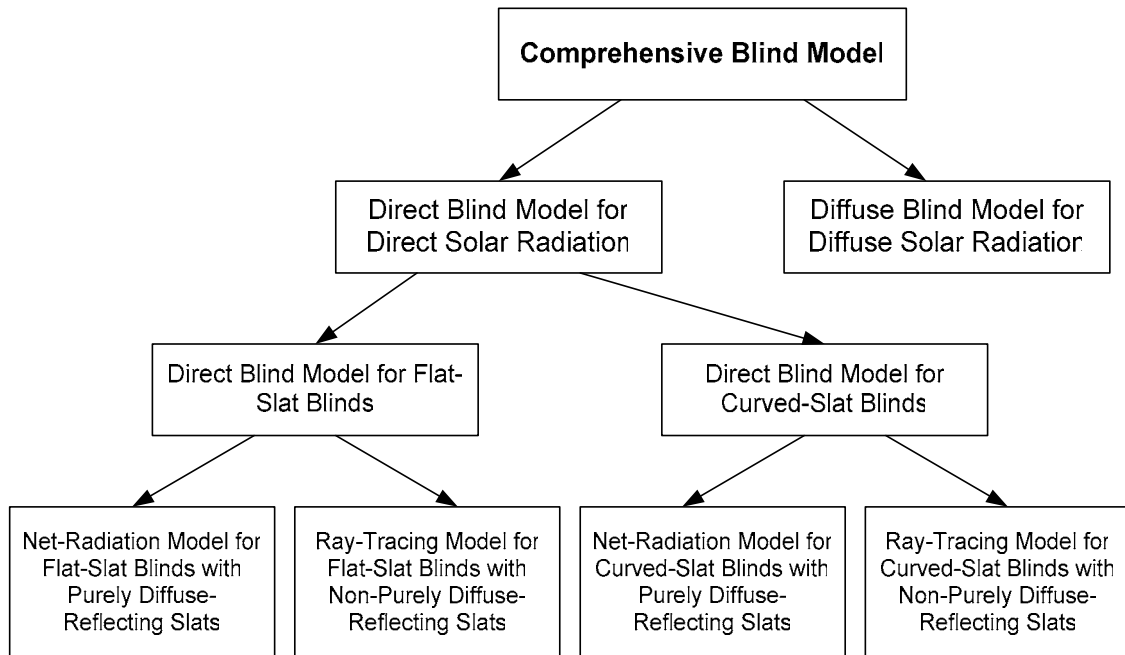 Comprehensive Blind Model
Direct Blind Model for
Direct Solar Radiation
Diffuse Blind Model for
Diffuse Solar Radiation
Direct Blind Model for Flat-
Slat Blinds
Direct Blind Model for
Curved-Slat Blinds
Net-Radiation Model for
Flat-Slat Blinds with
Purely Diffuse-
Reflecting Slats
Ray-Tracing Model for
Flat-Slat Blinds with
Non-Purely Diffuse-
Reflecting Slats
Net-Radiation Model for
Curved-Slat Blinds with
Purely Diffuse-
Reflecting Slats
Ray-Tracing Model for
Curved-Slat Blinds with
Non-Purely Diffuse-
Reflecting Slats